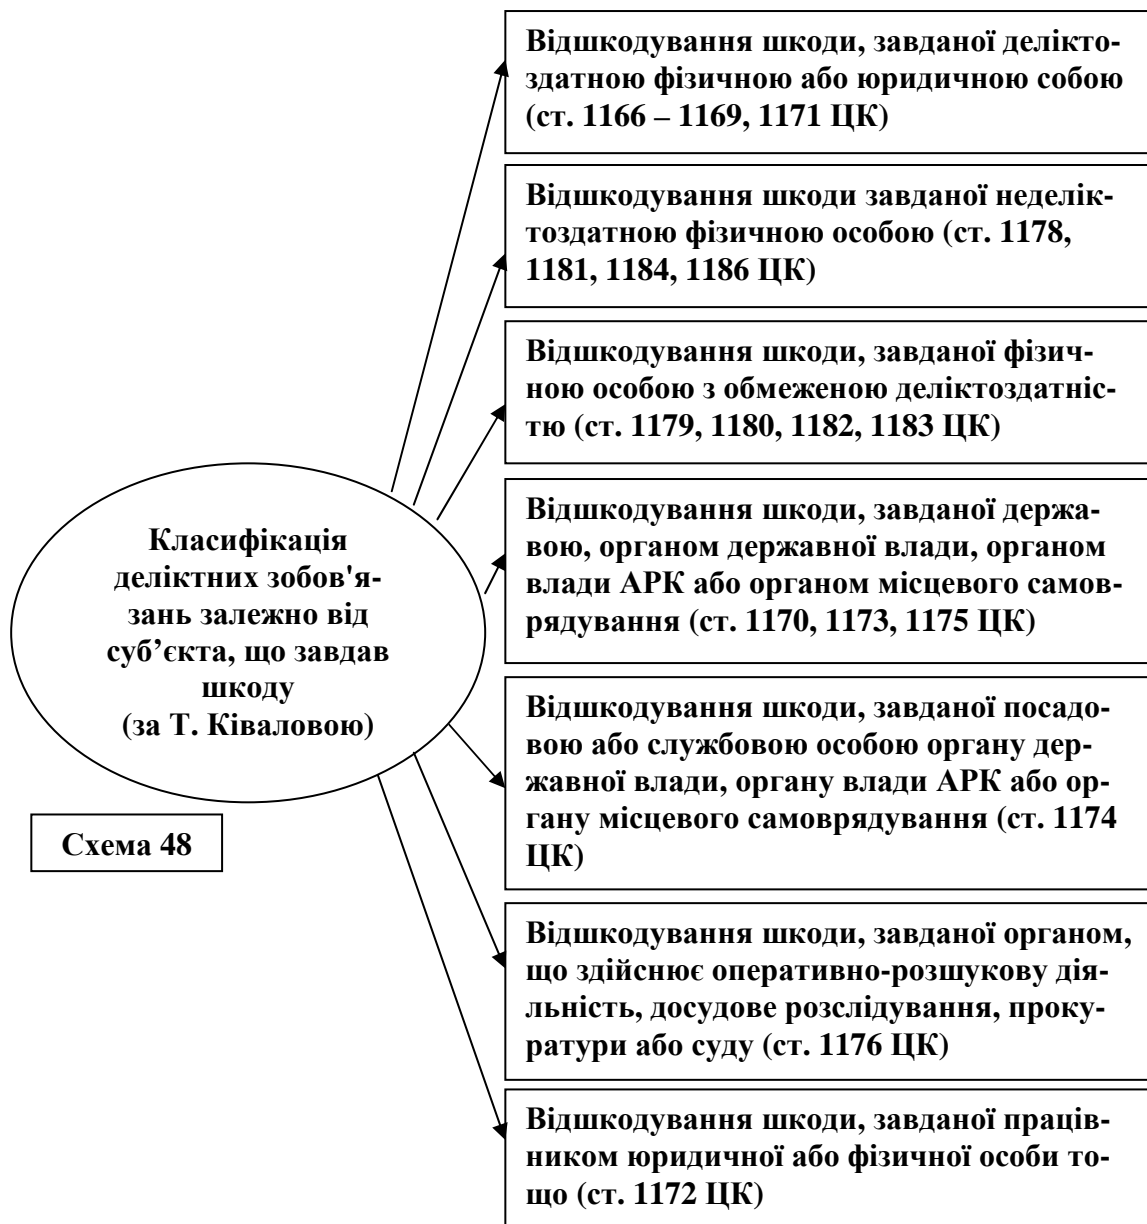 Відшкодування шкоди, завданої делікто-
здатною фізичною або юридичною собою
(ст. 1166 – 1169, 1171 ЦК)
Відшкодування шкоди завданої неделік-
тоздатною фізичною особою (ст. 1178,
1181, 1184, 1186 ЦК)
Відшкодування шкоди, завданої фізич-
ною особою з обмеженою деліктоздатніс-
тю (ст. 1179, 1180, 1182, 1183 ЦК)
Відшкодування шкоди, завданої держа-
вою, органом державної влади, органом
влади АРК або органом місцевого самов-
рядування (ст. 1170, 1173, 1175 ЦК)
Класифікація
деліктних зобов'я-
зань залежно від
суб’єкта, що завдав
шкоду
(за Т. Ківаловою)
Відшкодування шкоди, завданої посадо-
вою або службовою особою органу дер-
жавної влади, органу влади АРК або ор-
гану місцевого самоврядування (ст. 1174
ЦК)
Схема 48
Відшкодування шкоди, завданої органом,
що здійснює оперативно-розшукову дія-
льність, досудове розслідування, проку-
ратури або суду (ст. 1176 ЦК)
Відшкодування шкоди, завданої праців-
ником юридичної або фізичної особи то-
що (ст. 1172 ЦК)